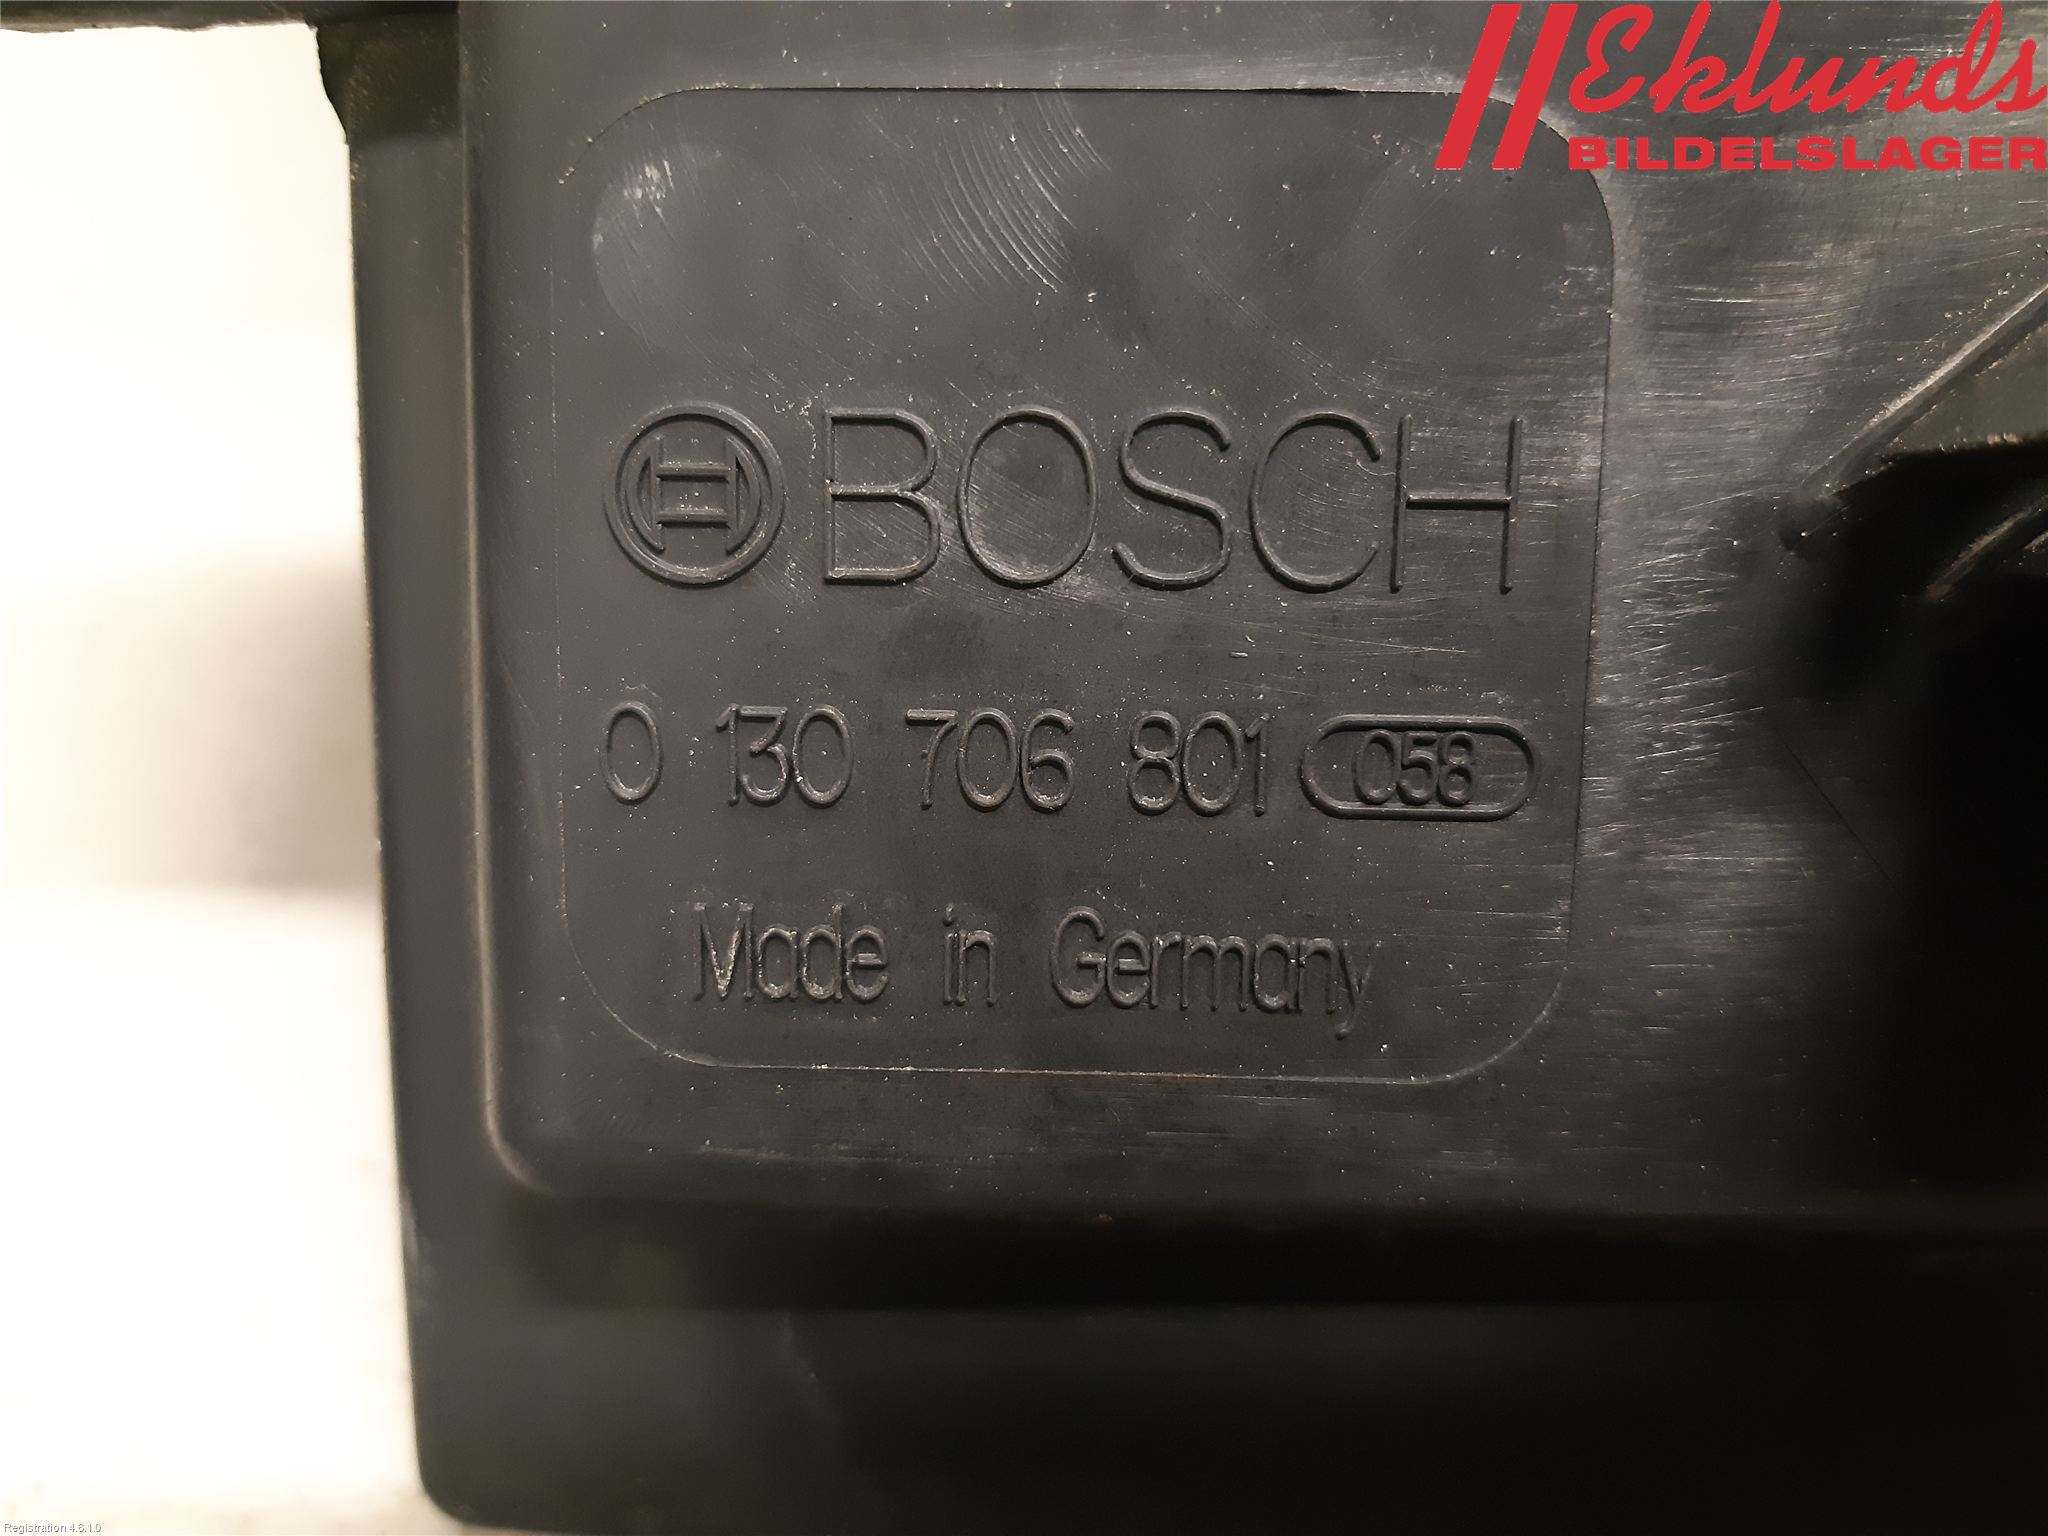 Eklunds
BILDELSLAGER
BOSCH
0 130 706 801 058
Made in Germany
Registration 4.6.1.0